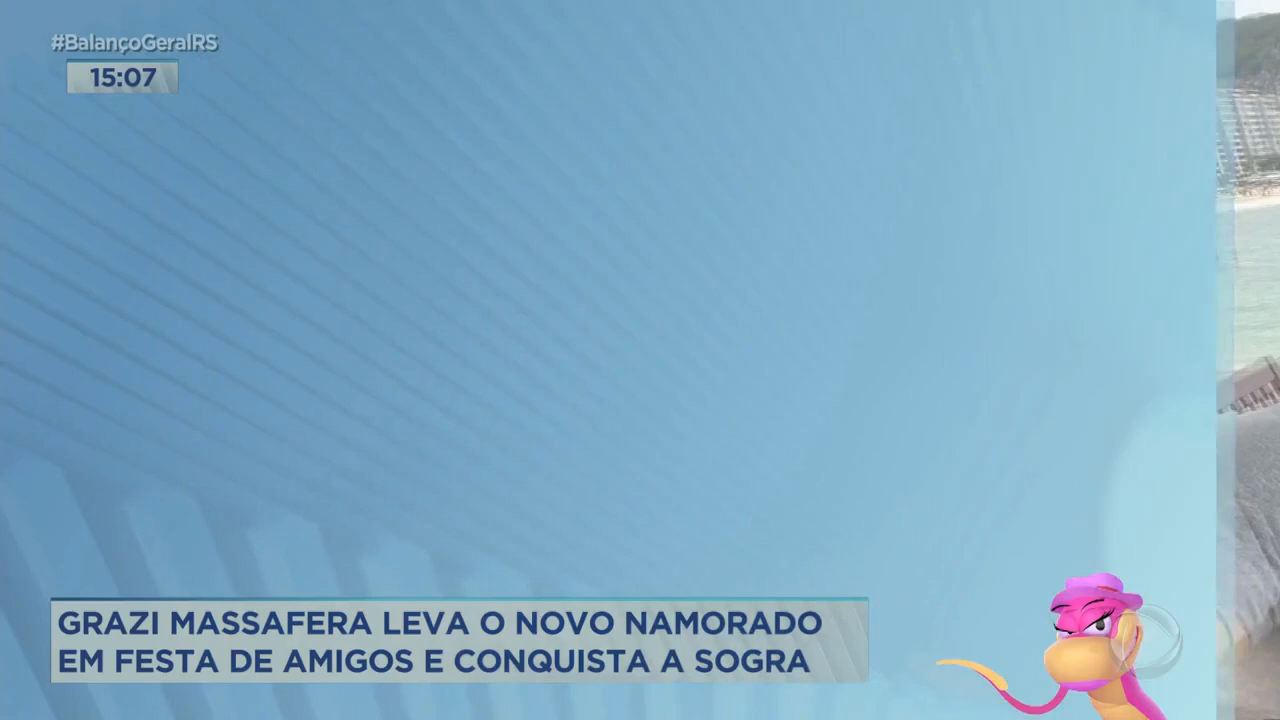 #BalançoGeralRS
15:07
GRAZI MASSAFERA LEVA O NOVO NAMORADO
EM FESTA DE AMIGOS E CONQUISTA A SOGRA